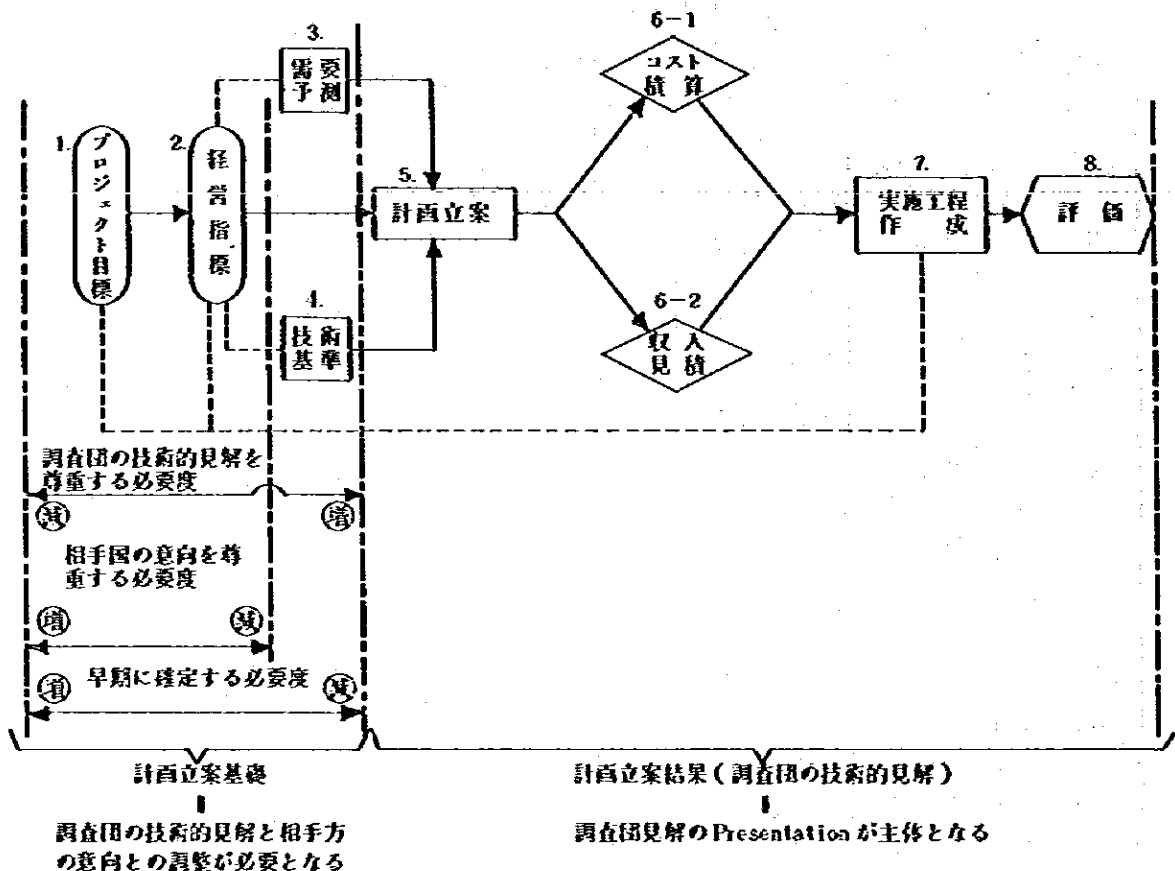 6-1
コスト
積算
3.
需要
予測
1.
プロジェクト目標
2.
経営指標
5.
計画立案
7.
実施工程
作成
8.
評価
4.
技術
基準
6-2
収入
見積
調査団の技術的見解を
尊重する必要度
減
増
相手国の意向を尊
重する必要度
増
減
早期に確定する必要度
減
計画立案基礎
計画立案結果(調査団の技術的見解)
調査団の技術的見解と相手方
の意向との調整が必要となる
調査団見解のPresentationが主体となる